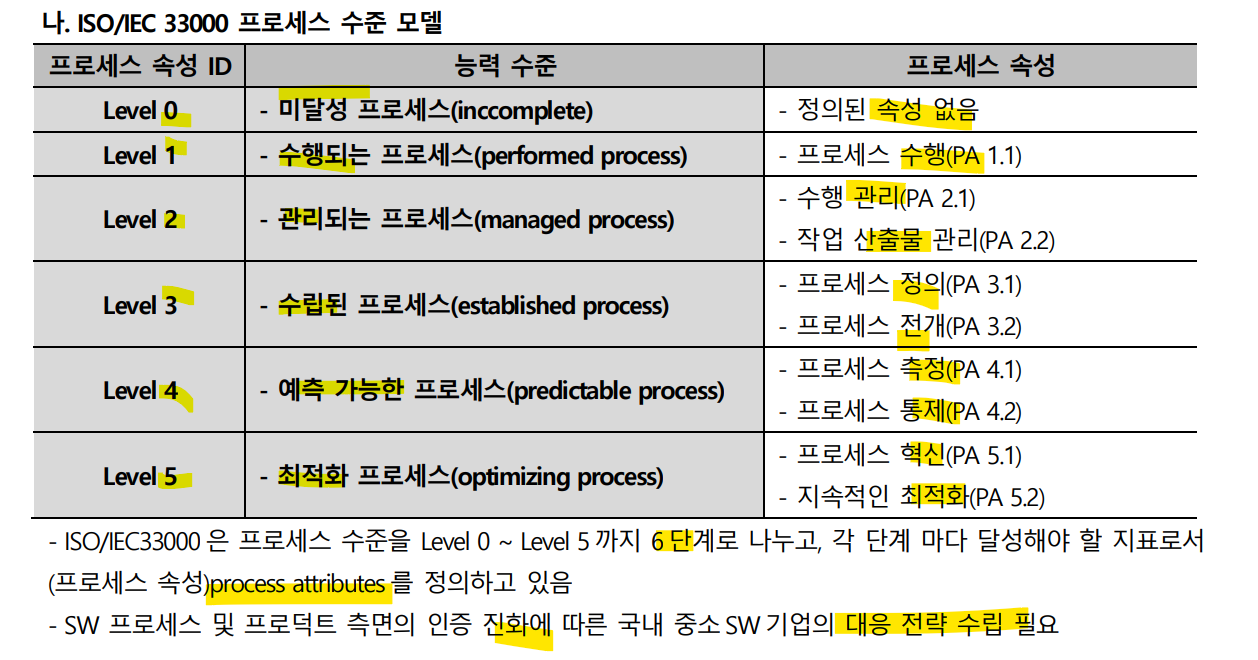 나. ISO/IEC 33000 프로세스 수준 모델
프로세스 속성 ID 능력 수준 프로세스 속성
Level 0 - 미달성 프로세스(inccomplete) - 정의된 속성 없음
Level 1 - 수행되는 프로세스(performed process) - 프로세스 수행(PA 1.1)
Level 2 - 관리되는 프로세스(managed process) - 수행 관리(PA 2.1)
- 작업 산출물 관리(PA 2.2)
Level 3 - 수립된 프로세스(established process) - 프로세스 정의(PA 3.1)
- 프로세스 전개(PA 3.2)
Level 4 - 예측 가능한 프로세스(predictable process) - 프로세스 측정(PA 4.1)
- 프로세스 통제(PA 4.2)
Level 5 - 최적화 프로세스(optimizing process) - 프로세스 혁신(PA 5.1)
- 지속적인 최적화(PA 5.2)
- ISO/IEC33000 은 프로세스 수준을 Level 0 ~ Level 5 까지 6 단계로 나누고, 각 단계 마다 달성해야 할 지표로서
(프로세스 속성)process attributes 를 정의하고 있음
- SW 프로세스 및 프로덕트 측면의 인증 진화에 따른 국내 중소 SW 기업의 대응 전략 수립 필요